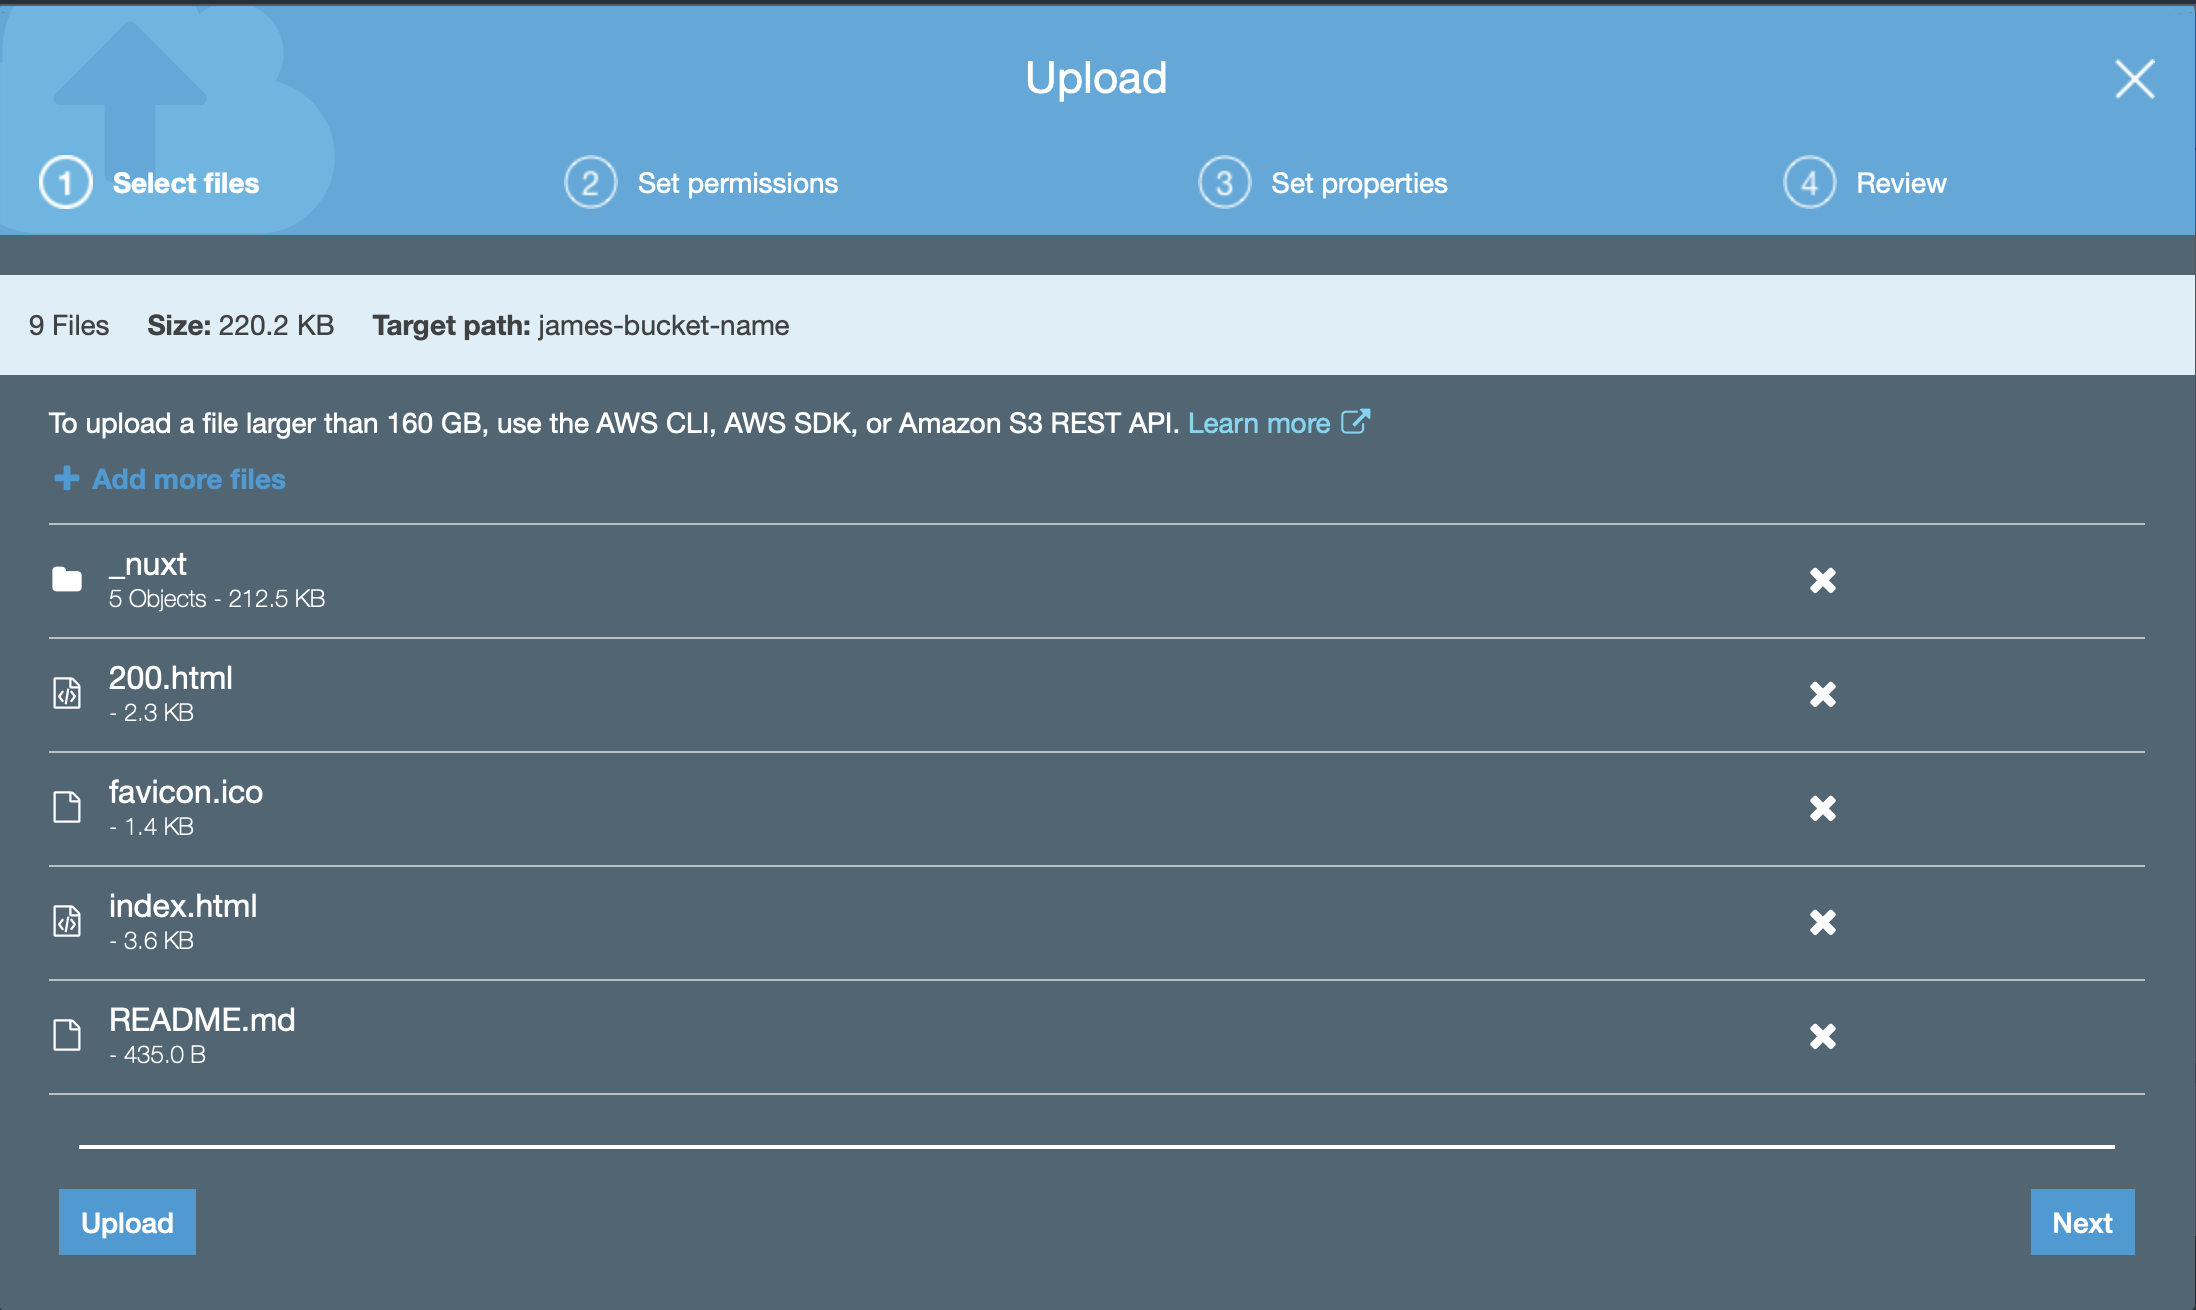 Upload
1 Select files 2 Set permissions 3 Set properties 4 Review
9 Files Size: 220.2 KB Target path: james-bucket-name
To upload a file larger than 160 GB, use the AWS CLI, AWS SDK, or Amazon S3 REST API. Learn more
Add more files
_nuxt
5 Objects - 212.5 KB
200.html
- 2.3 KB
favicon.ico
- 1.4 KB
index.html
- 3.6 KB
README.md
- 435.0 B
Upload Next